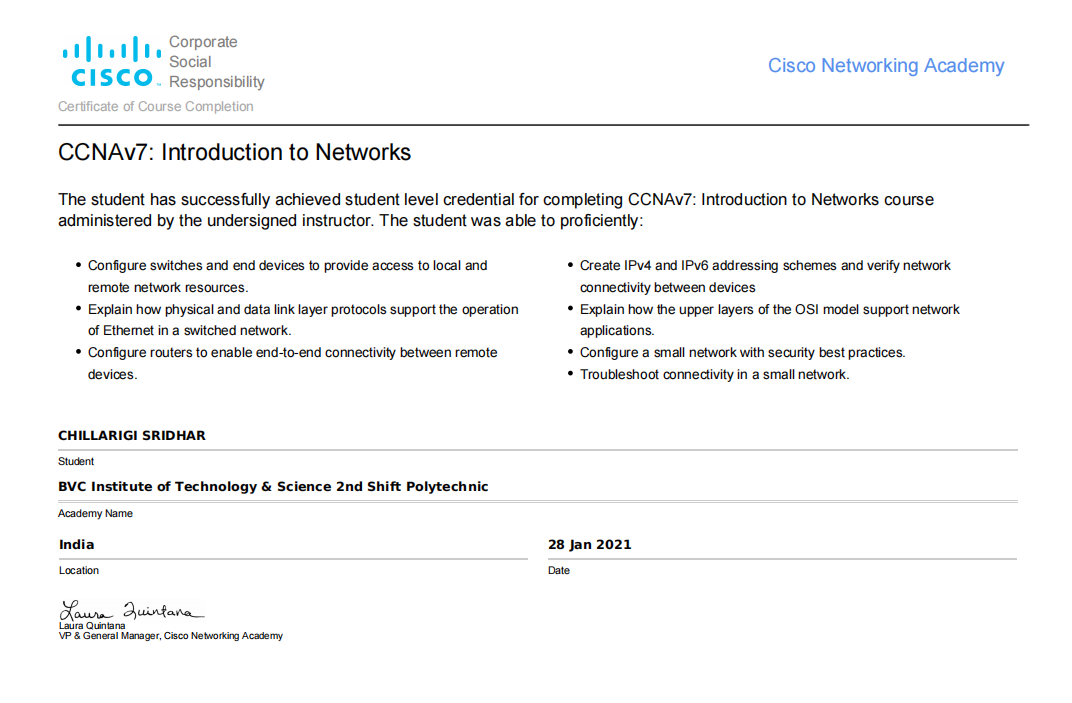 Corporate
Social
Responsibility
CISCO™
Cisco Networking Academy
Certificate of Course Completion
CCNAv7: Introduction to Networks
The student has successfully achieved student level credential for completing CCNAv7: Introduction to Networks course
administered by the undersigned instructor. The student was able to proficiently:
• Configure switches and end devices to provide access to local and
remote network resources.
• Explain how physical and data link layer protocols support the operation
of Ethernet in a switched network.
• Configure routers to enable end-to-end connectivity between remote
devices.
• Create IPv4 and IPv6 addressing schemes and verify network
connectivity between devices
• Explain how the upper layers of the OSI model support network
applications.
• Configure a small network with security best practices.
• Troubleshoot connectivity in a small network.
CHILLARIGI SRIDHAR
Student
BVC Institute of Technology & Science 2nd Shift Polytechnic
Academy Name
India
Location
28 Jan 2021
Date
Laura Quintana
Laura Quintana
VP & General Manager, Cisco Networking Academy